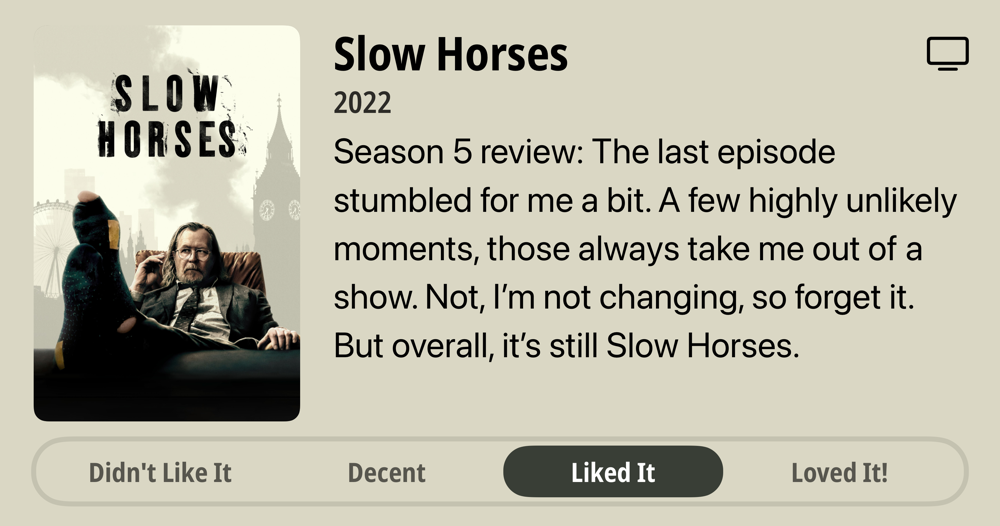 SLOW
HORSES
Slow Horses
2022
Season 5 review: The last episode
stumbled for me a bit. A few highly unlikely
moments, those always take me out of a
show. Not, I’m not changing, so forget it.
But overall, it’s still Slow Horses.
Didn't Like It
Decent
Liked It
Loved It!